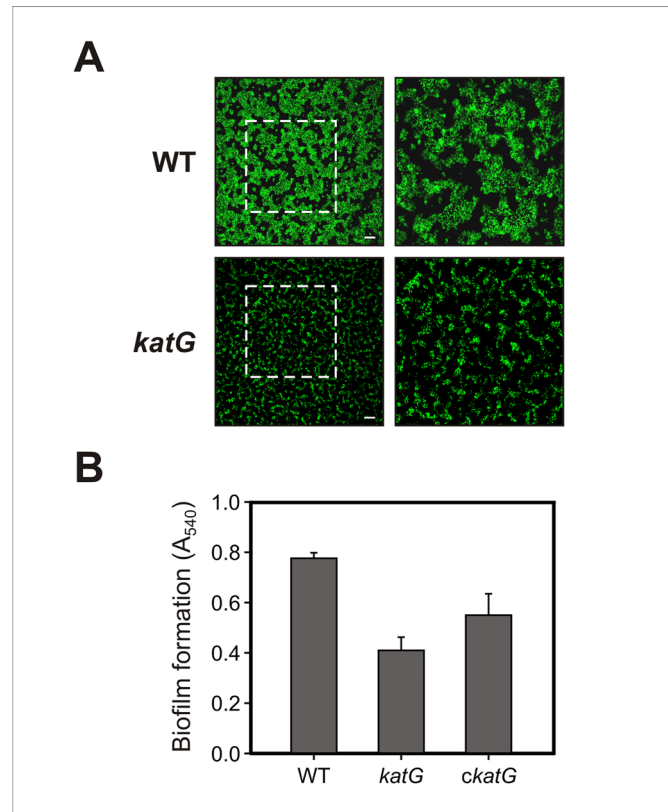 A
WT
katG
B
Biofilm formation (A540)
1.0
0.8
0.6
0.4
0.2
0.0
WT katG ckatG